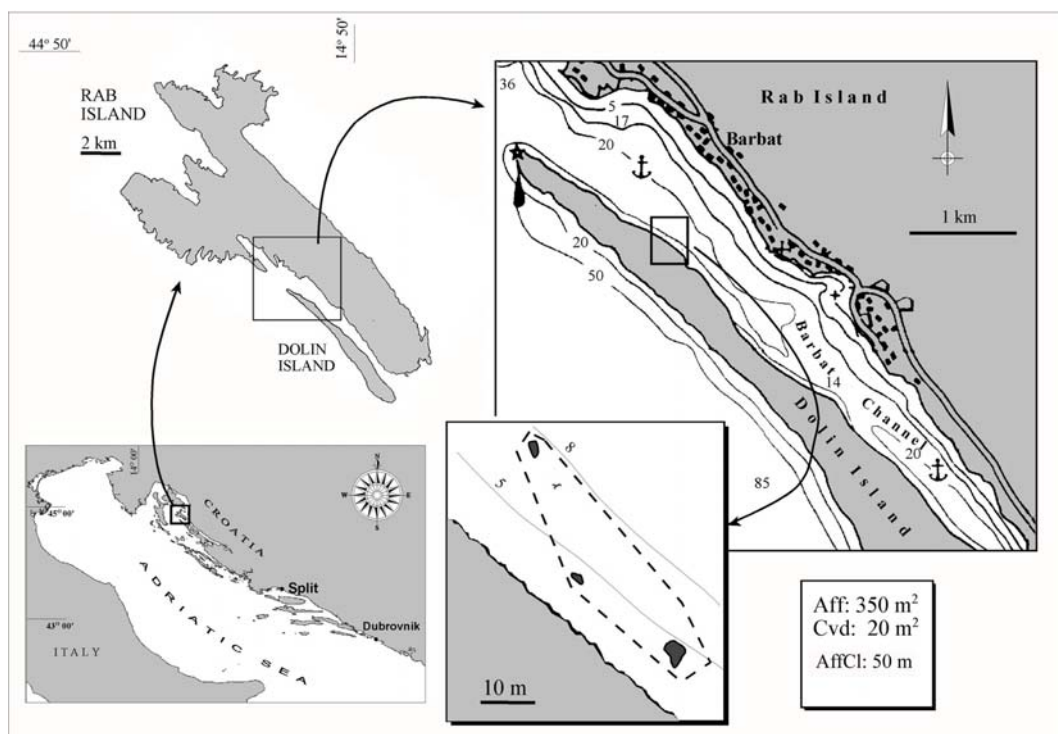 44° 50'
14° 50'
RAB
ISLAND
2 km
DOLIN
ISLAND
36
5
17
20
Rab Island
Barbat
1 km
20
50
Barbat
14
Channel
20
Dolin Island
85
14° 00'
N
W
E
S
45° 00'
CROATIA
ADRIATIC SEA
Split
43° 00'
Dubrovnik
ITALY
8
5
10 m
Aff: 350 m²
Cvd: 20 m²
AffCl: 50 m